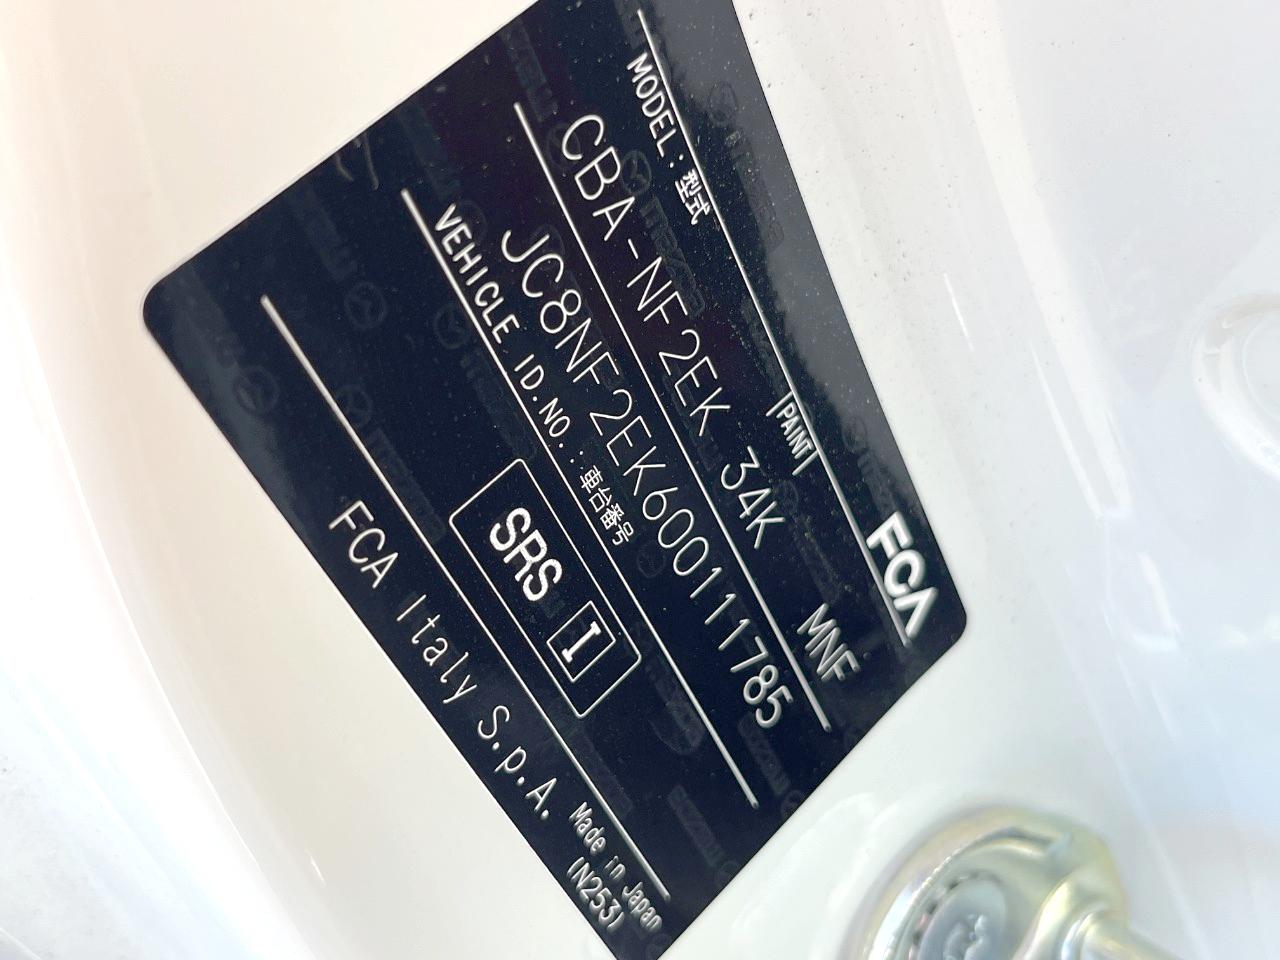 FCA
MODEL:型式 PAINT
CBA-NF2EK 34K MNF
JC8NF2EK600111785
VEHICLE ID.NO.:車台番号
SRS I
FCA Italy S.p.A. Made in Japan
(N253)